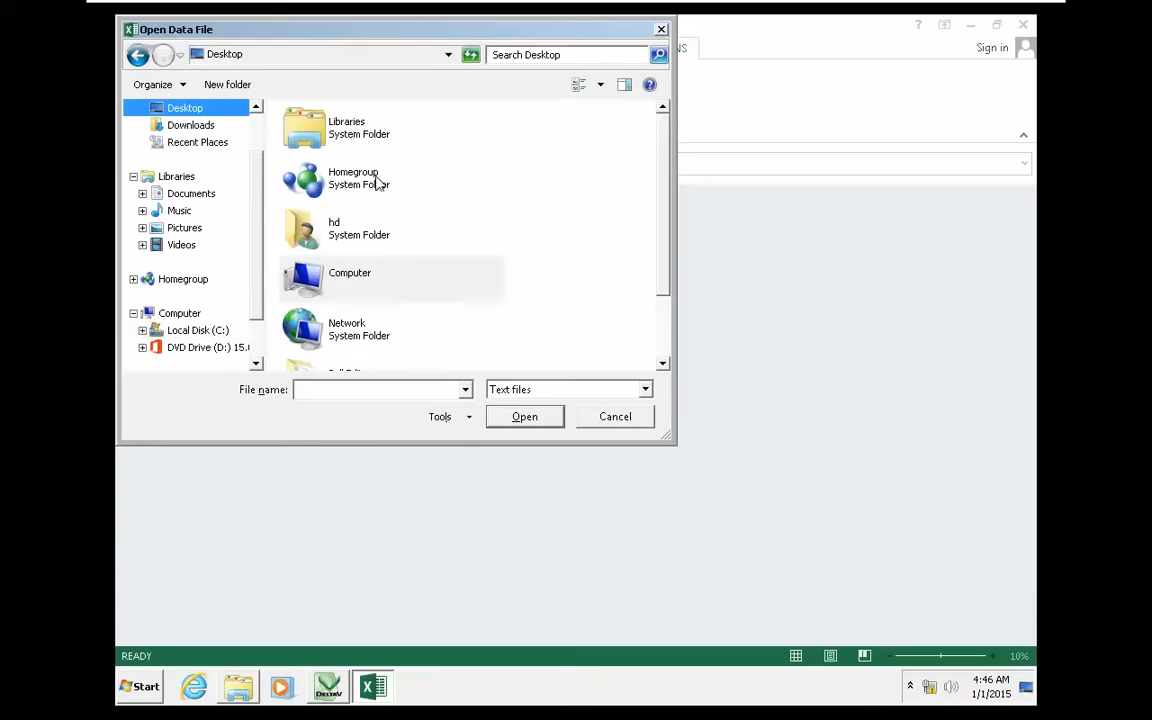 Open Data File
Desktop
Search Desktop
NS
Sign in
Organize
New folder
Desktop
Downloads
Recent Places
Libraries
Documents
Music
Pictures
Videos
Homegroup
Computer
Local Disk (C:)
DVD Drive (D:) 15.
Libraries
System Folder
Homegroup
System Folder
hd
System Folder
Computer
Network
System Folder
File name:
Text files
Tools
Open
Cancel
READY
10%
Start
DELTAV
4:46 AM
1/1/2015